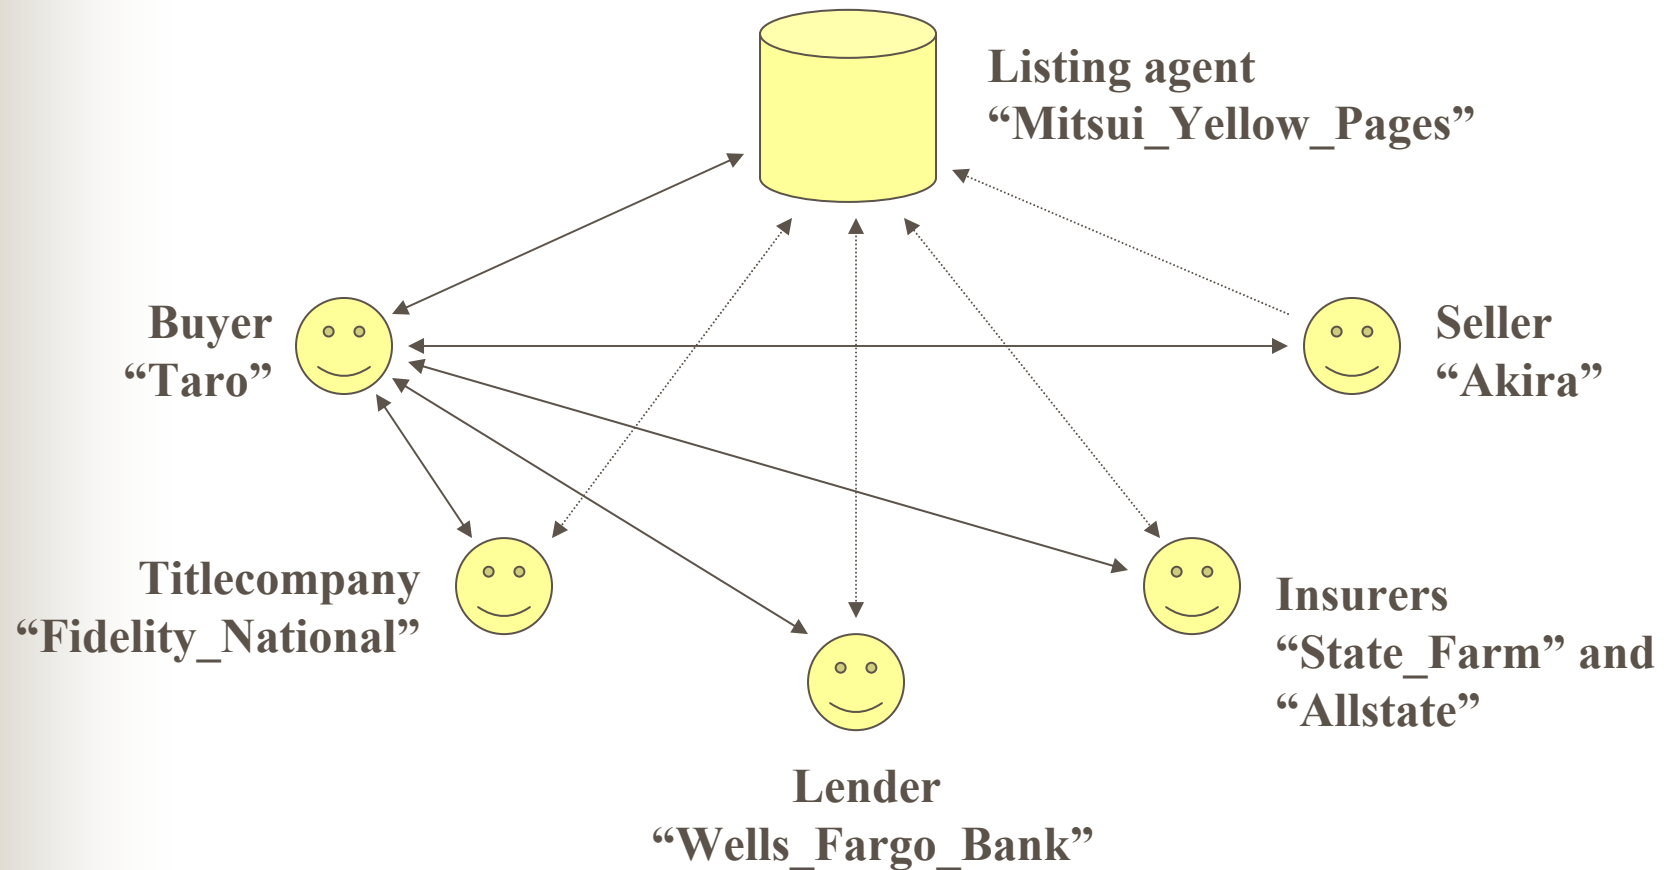 Listing agent
“Mitsui_Yellow_Pages”
Buyer
“Taro”
Seller
“Akira”
Titlecompany
“Fidelity_National”
Insurers
“State_Farm” and
“Allstate”
Lender
“Wells_Fargo_Bank”